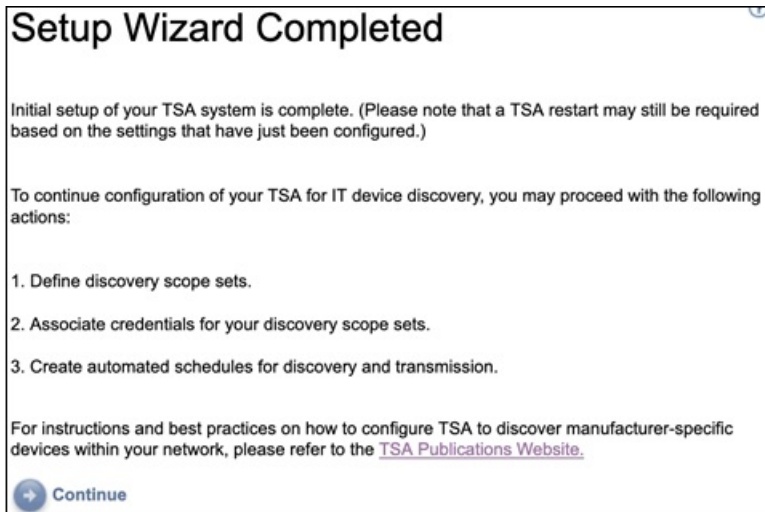 Setup Wizard Completed
Initial setup of your TSA system is complete. (Please note that a TSA restart may still be required
based on the settings that have just been configured.)
To continue configuration of your TSA for IT device discovery, you may proceed with the following
actions:
1. Define discovery scope sets.
2. Associate credentials for your discovery scope sets.
3. Create automated schedules for discovery and transmission.
For instructions and best practices on how to configure TSA to discover manufacturer-specific
devices within your network, please refer to the TSA Publications Website.
Continue